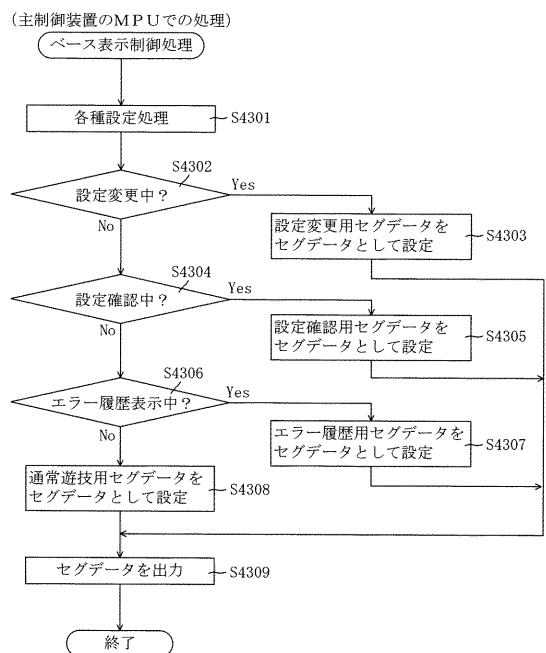 （主制御装置のＭＰＵでの処理）
ベース表示制御処理
各種設定処理
S4301
S4302
設定変更中？
Yes
No
設定変更用セグデータを
セグデータとして設定
S4303
S4304
設定確認中？
Yes
No
設定確認用セグデータを
セグデータとして設定
S4305
S4306
エラー履歴表示中？
Yes
No
エラー履歴用セグデータを
セグデータとして設定
S4307
通常遊技用セグデータを
セグデータとして設定
S4308
セグデータを出力
S4309
終了